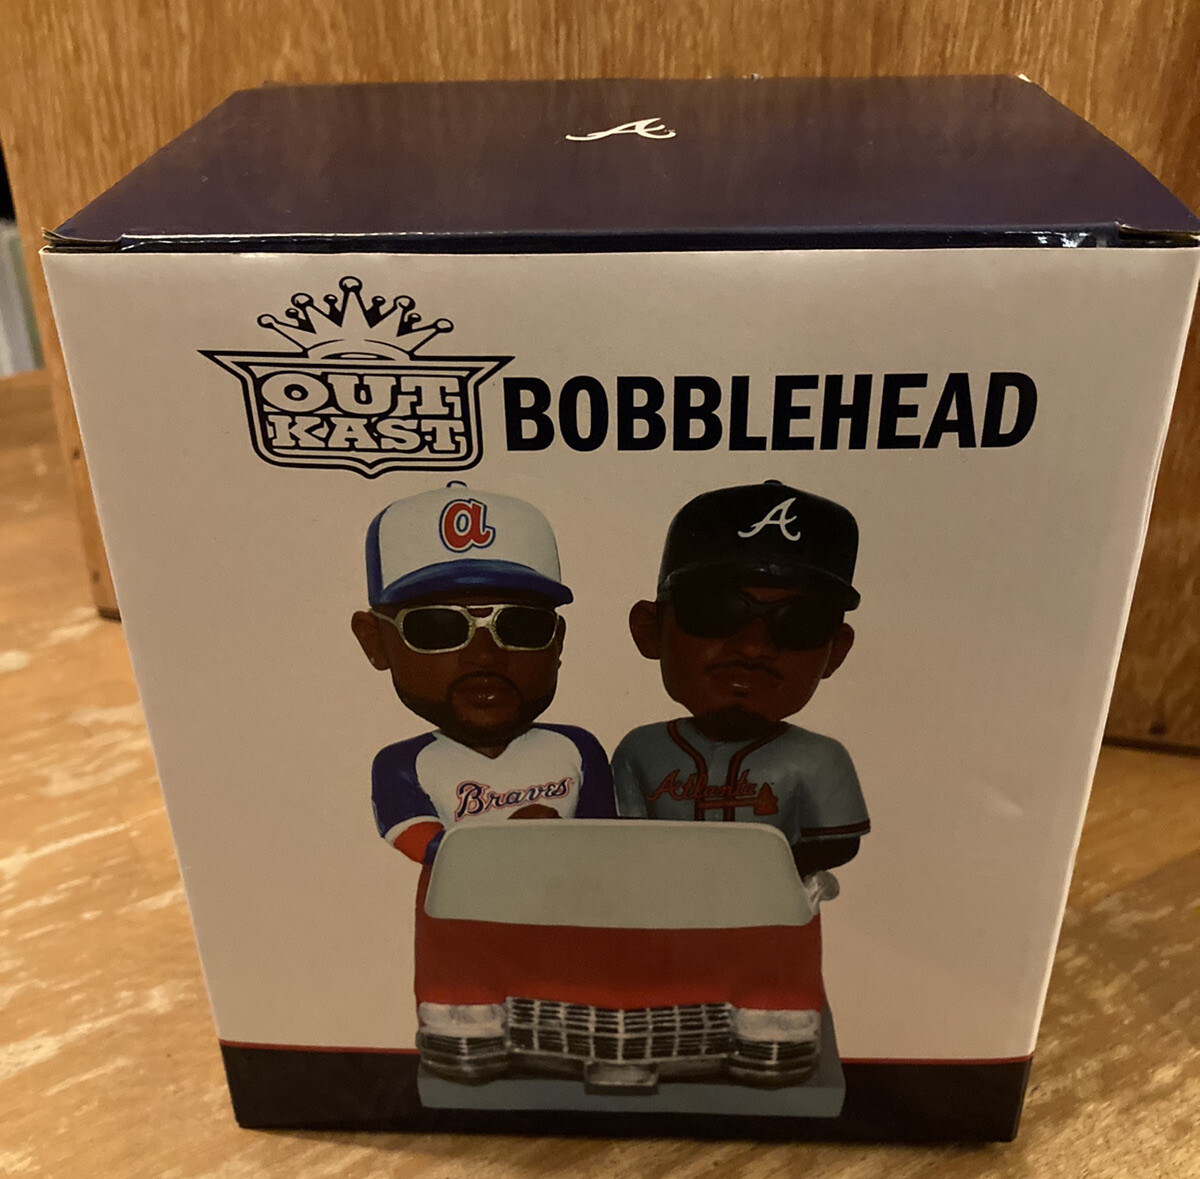 A
OUT
KAST
BOBBLEHEAD
a
A
Braves
Atlanta